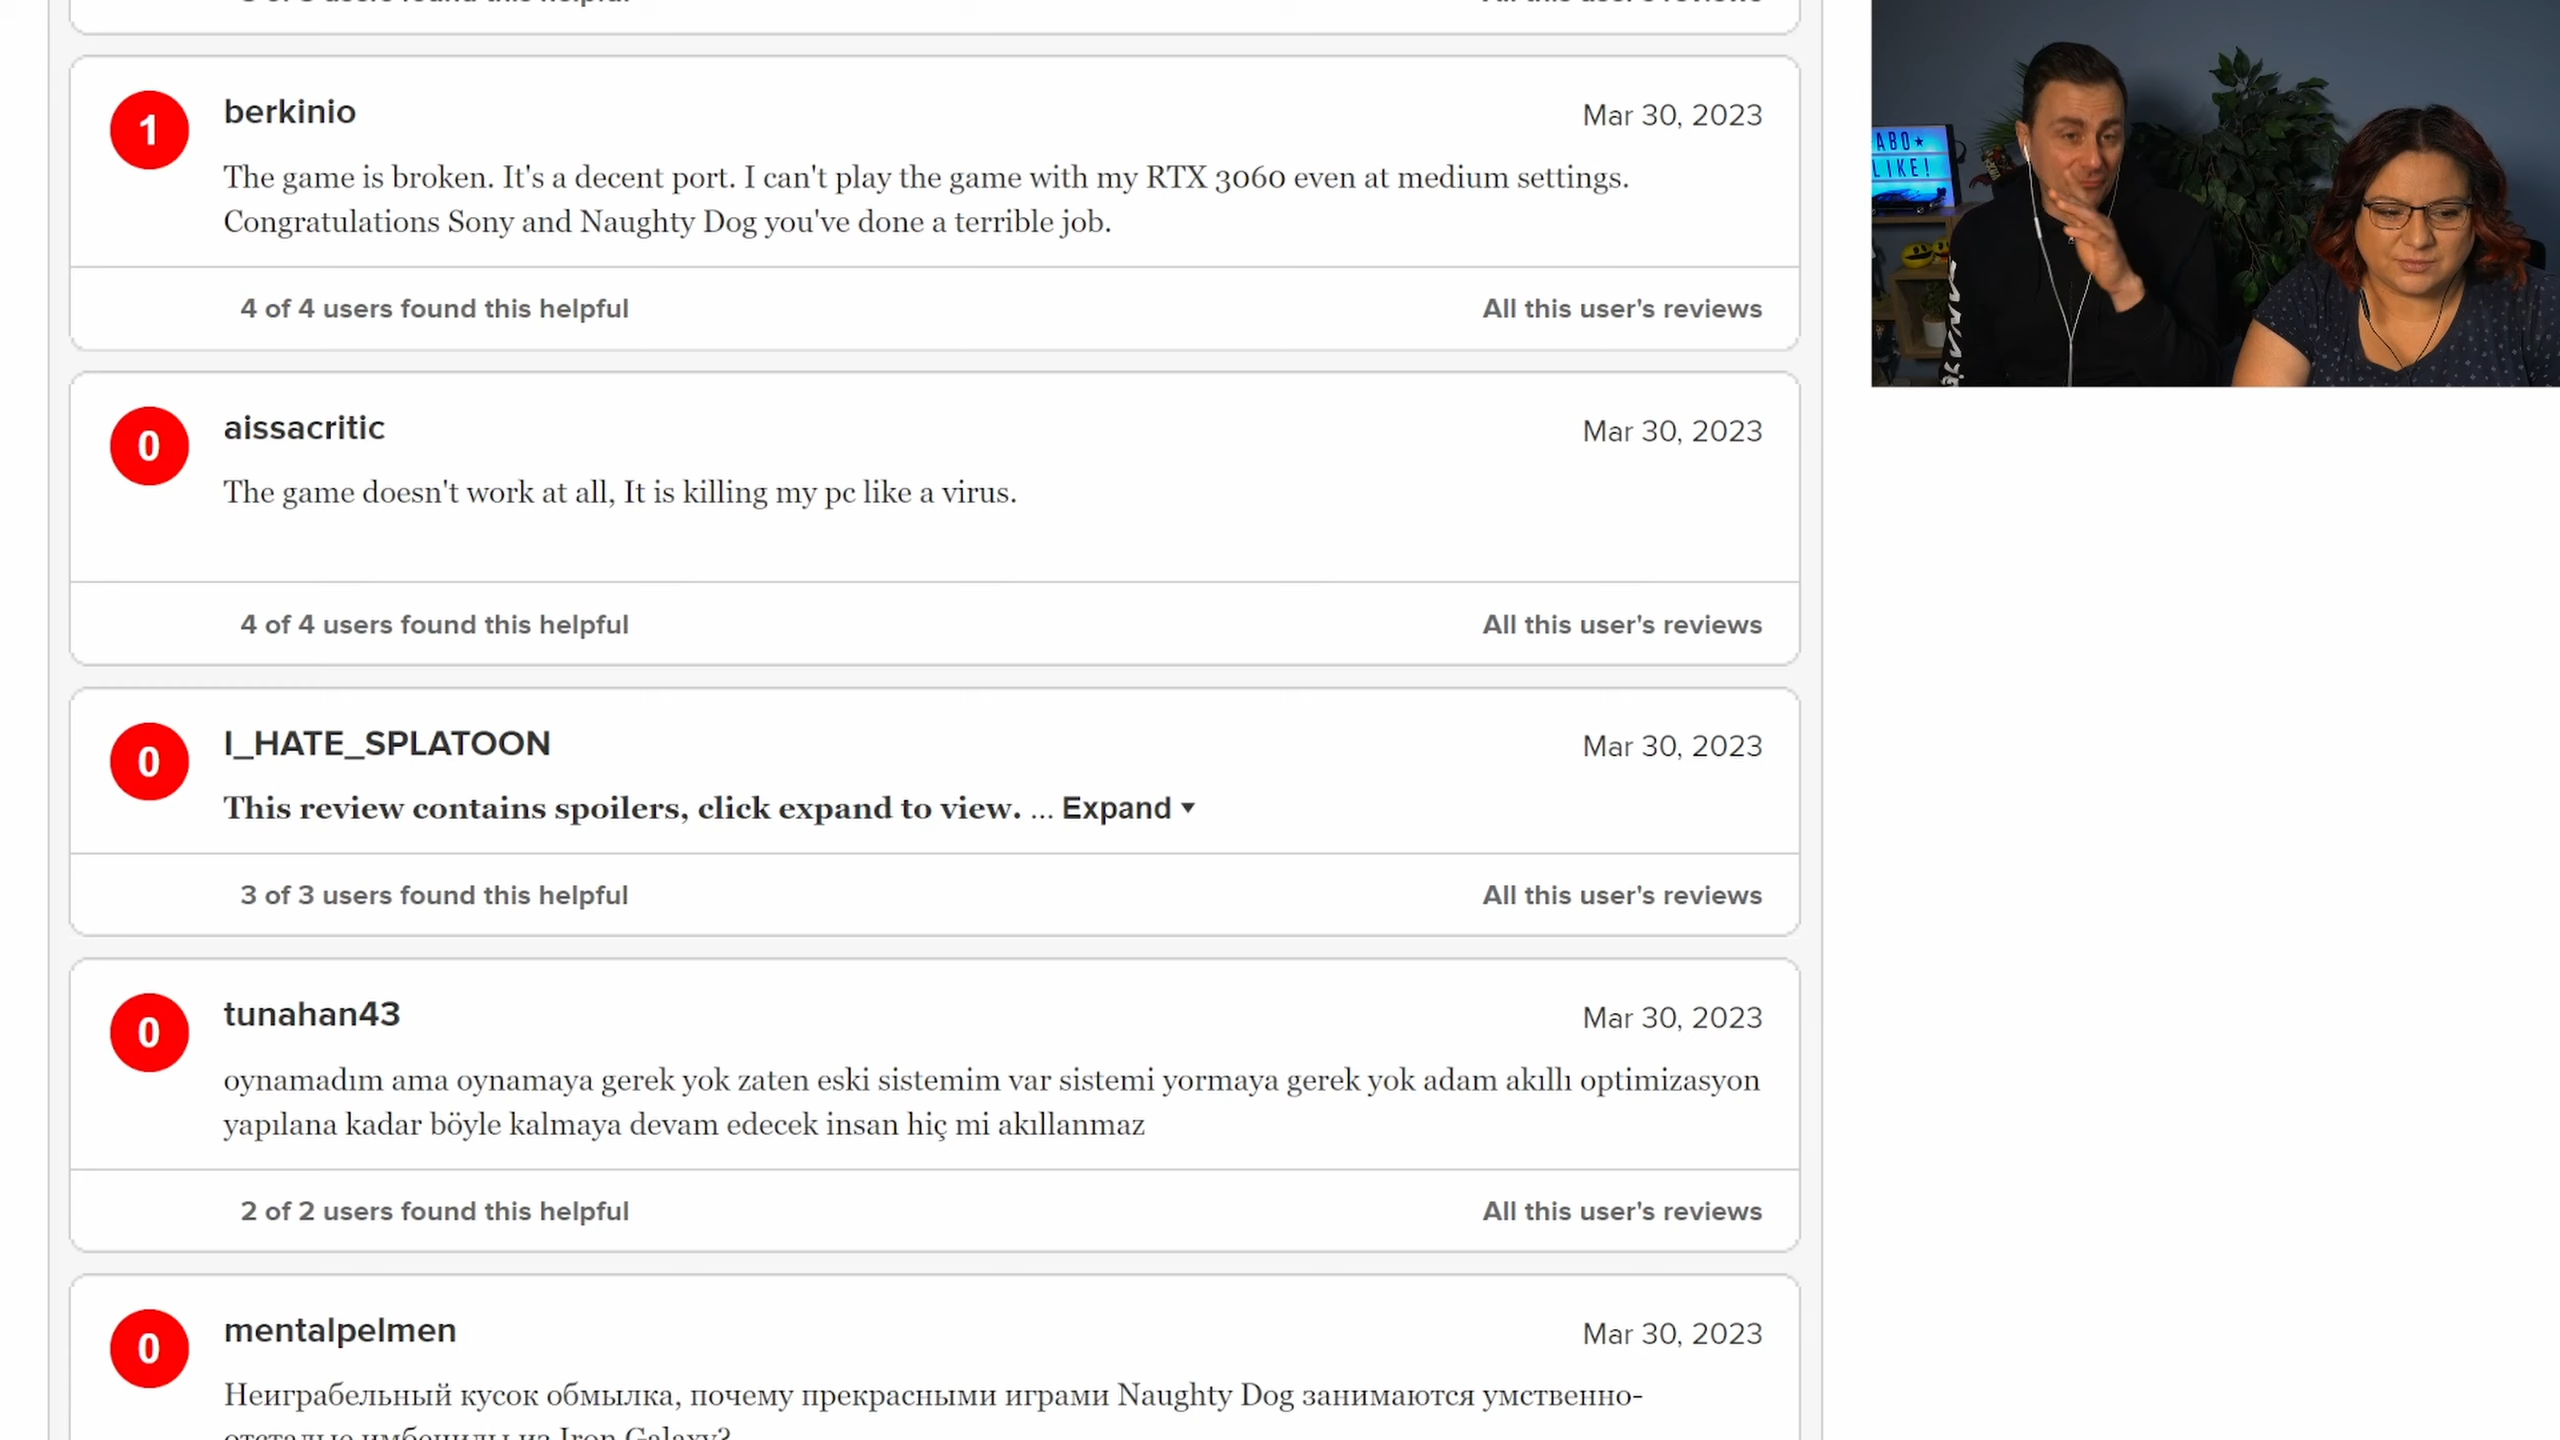 berkinio
Mar 30, 2023
1
The game is broken. It's a decent port. I can't play the game with my RTX 3060 even at medium settings.
Congratulations Sony and Naughty Dog you've done a terrible job.
4 of 4 users found this helpful
All this user's reviews
aissacritic
Mar 30, 2023
0
The game doesn't work at all, It is killing my pc like a virus.
4 of 4 users found this helpful
All this user's reviews
I_HATE_SPLATOON
Mar 30, 2023
0
This review contains spoilers, click expand to view. ... Expand
3 of 3 users found this helpful
All this user's reviews
tunahan43
Mar 30, 2023
0
oynamadım ama oynamaya gerek yok zaten eski sistemim var sistemi yormaya gerek yok adam akıllı optimizasyon
yapılana kadar böyle kalmaya devam edecek insan hiç mi akıllanmaz
2 of 2 users found this helpful
All this user's reviews
mentalpelmen
Mar 30, 2023
0
Неиграбельный кусок обмылка, почему прекрасными играми Naughty Dog занимаются умственно-
отсталые имбецилы из Iron Galaxy?
ABO★
LIKE!